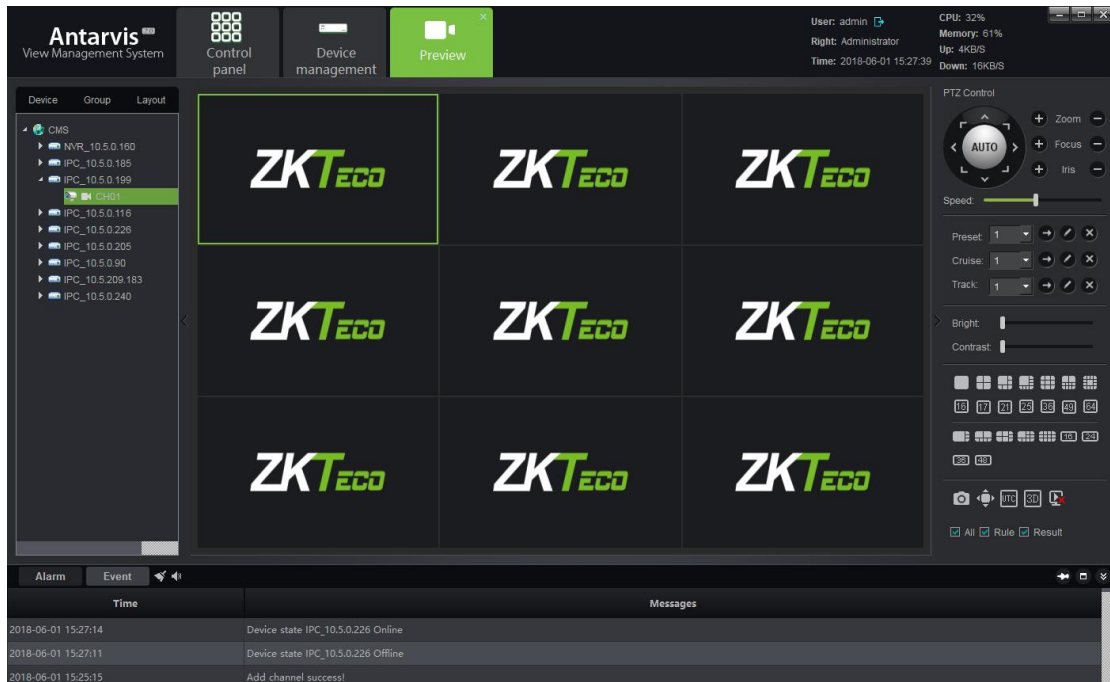 Antarvis 2.0
View Management System
Control
panel
Device
management
Preview
User: admin
Right: Administrator
Time: 2018-06-01 15:27:39
CPU: 32%
Memory: 61%
Up: 4KB/S
Down: 16KB/S
Device Group Layout
CMS
NVR_10.5.0.160
IPC_10.5.0.185
IPC_10.5.0.199
CH01
IPC_10.5.0.116
IPC_10.5.0.226
IPC_10.5.0.205
IPC_10.5.0.90
IPC_10.5.209.183
IPC_10.5.0.240
ZKTECO ZKTECO ZKTECO
ZKTECO ZKTECO ZKTECO
ZKTECO ZKTECO ZKTECO
PTZ Control
AUTO
Zoom
Focus
Iris
Speed:
Preset: 1
Cruise: 1
Track: 1
Bright:
Contrast:
16 17 21 25 36 49 64
16 24
36 48
UTC 3D
All Rule Result
Alarm Event
Time Messages
2018-06-01 15:27:14 Device state IPC_10.5.0.226 Online
2018-06-01 15:27:11 Device state IPC_10.5.0.226 Offline
2018-06-01 15:25:15 Add channel success!